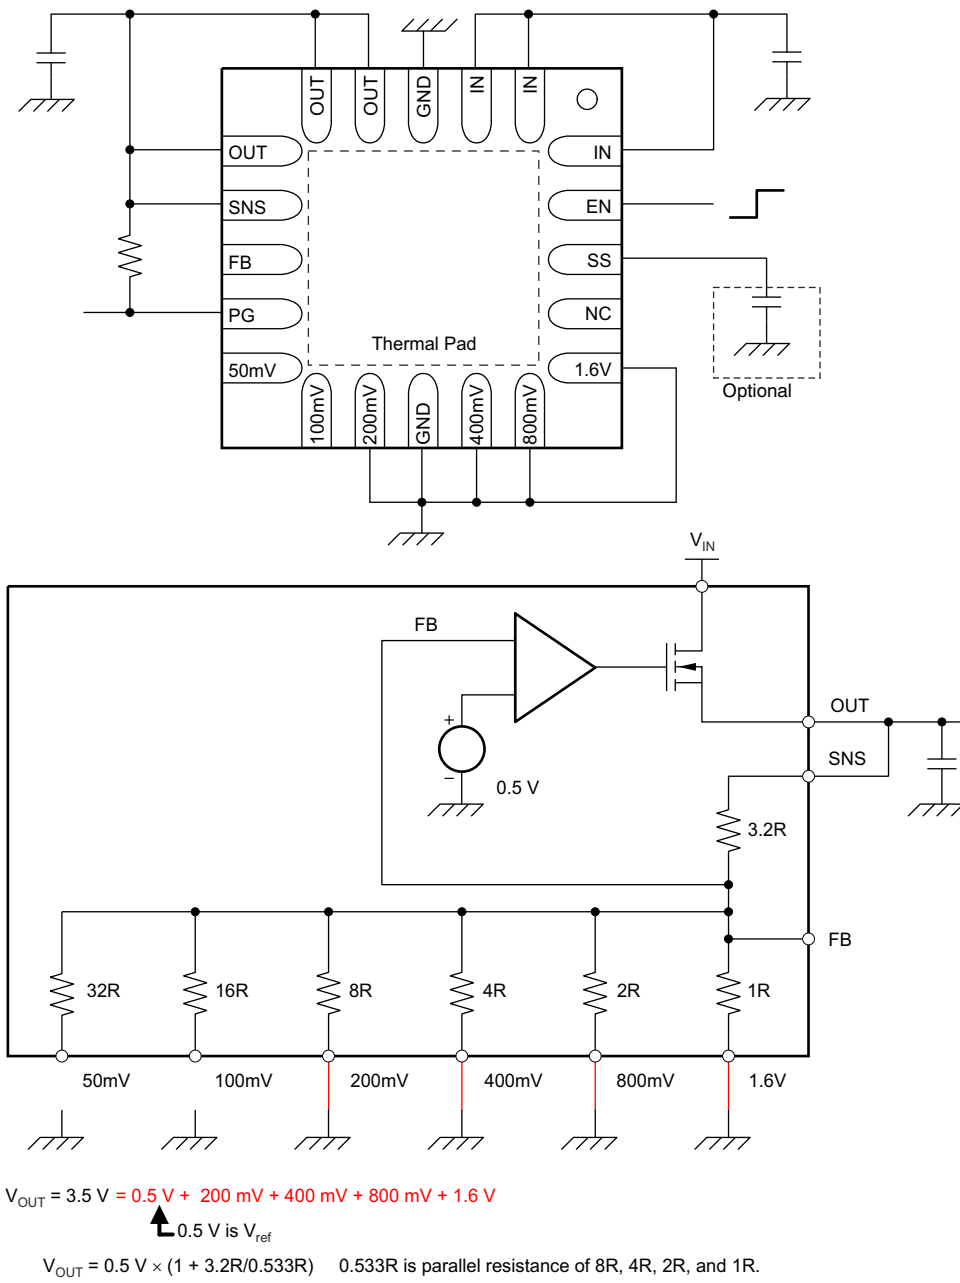 OUT
OUT
GND
IN
IN
OUT
IN
SNS
EN
FB
SS
PG
NC
Thermal Pad
50mV
1.6V
100mV
200mV
GND
400mV
800mV
Optional
VIN
FB
OUT
+
SNS
−
0.5 V
3.2R
FB
32R
16R
8R
4R
2R
1R
50mV
100mV
200mV
400mV
800mV
1.6V
VOUT = 3.5 V = 0.5 V + 200 mV + 400 mV + 800 mV + 1.6 V
0.5 V is Vref
VOUT = 0.5 V × (1 + 3.2R/0.533R) 0.533R is parallel resistance of 8R, 4R, 2R, and 1R.